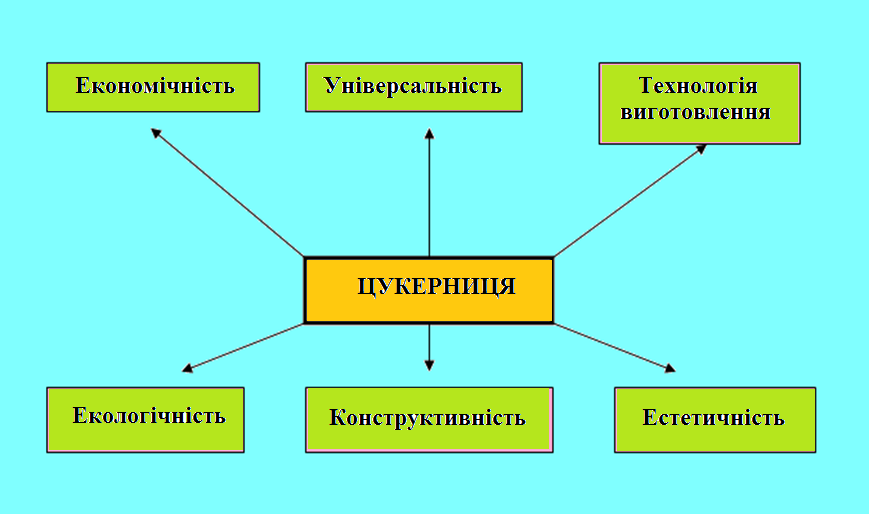 Економічність
Універсальність
Технологія
виготовлення
ЦУКЕРНИЦЯ
Екологічність
Конструктивність
Естетичність